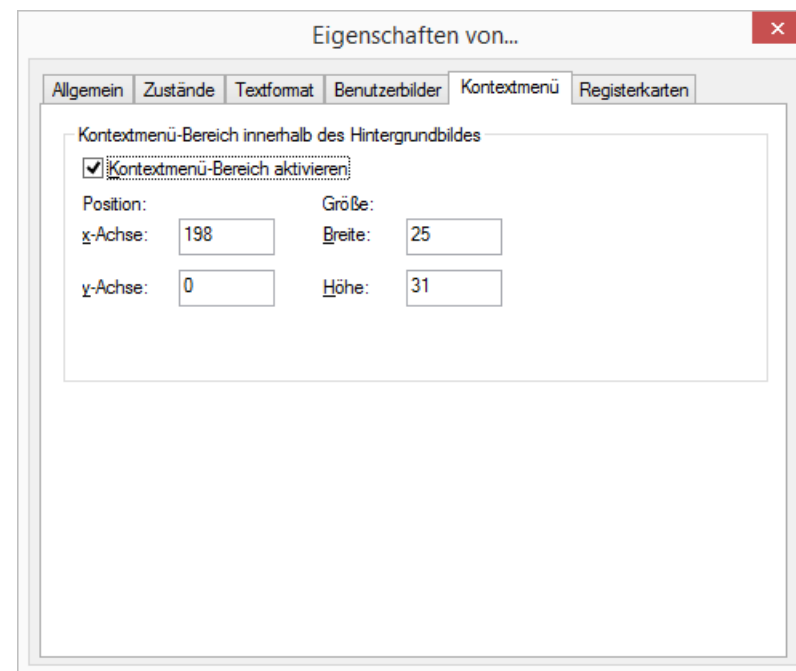 Eigenschaften von...
Allgemein Zustände Textformat Benutzerbilder Kontextmenü Registerkarten
Kontextmenü-Bereich innerhalb des Hintergrundbildes
Kontextmenü-Bereich aktivieren
Position: Größe:
x-Achse: 198 Breite: 25
y-Achse: 0 Höhe: 31